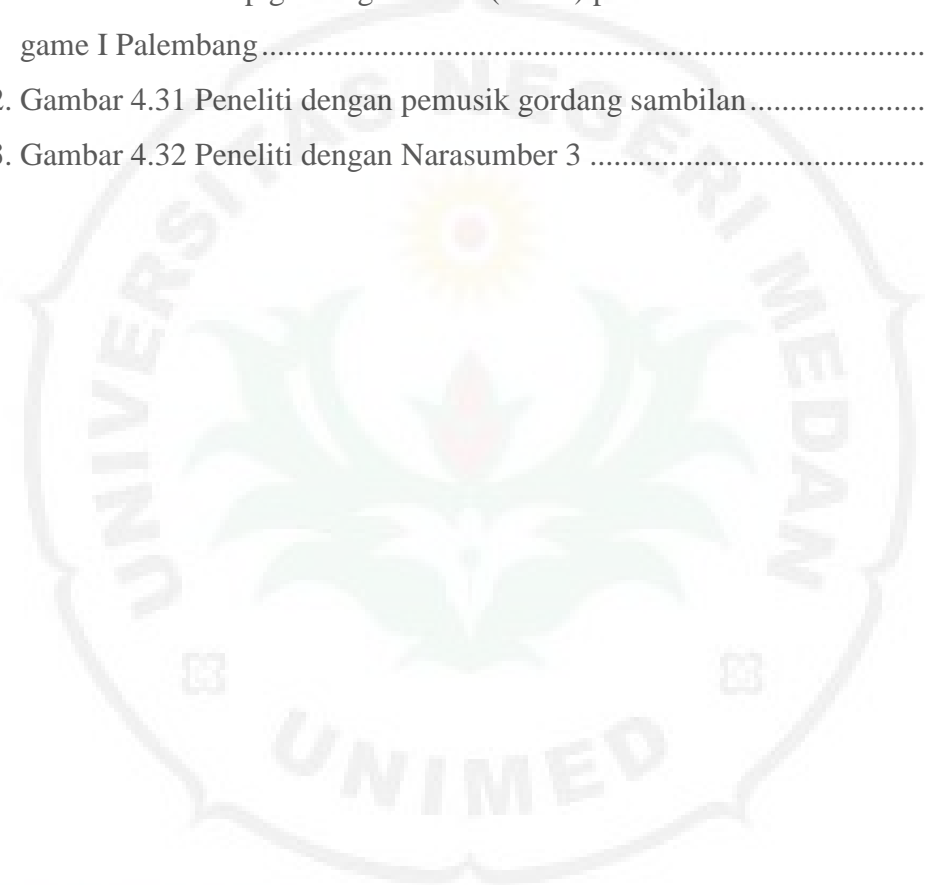 game I Palembang....................................................................................
2. Gambar 4.31 Peneliti dengan pemusik gordang sambilan......................
3. Gambar 4.32 Peneliti dengan Narasumber 3 ..........................................
UNIVERSITAS NEGERI MEDAN
UNIMED